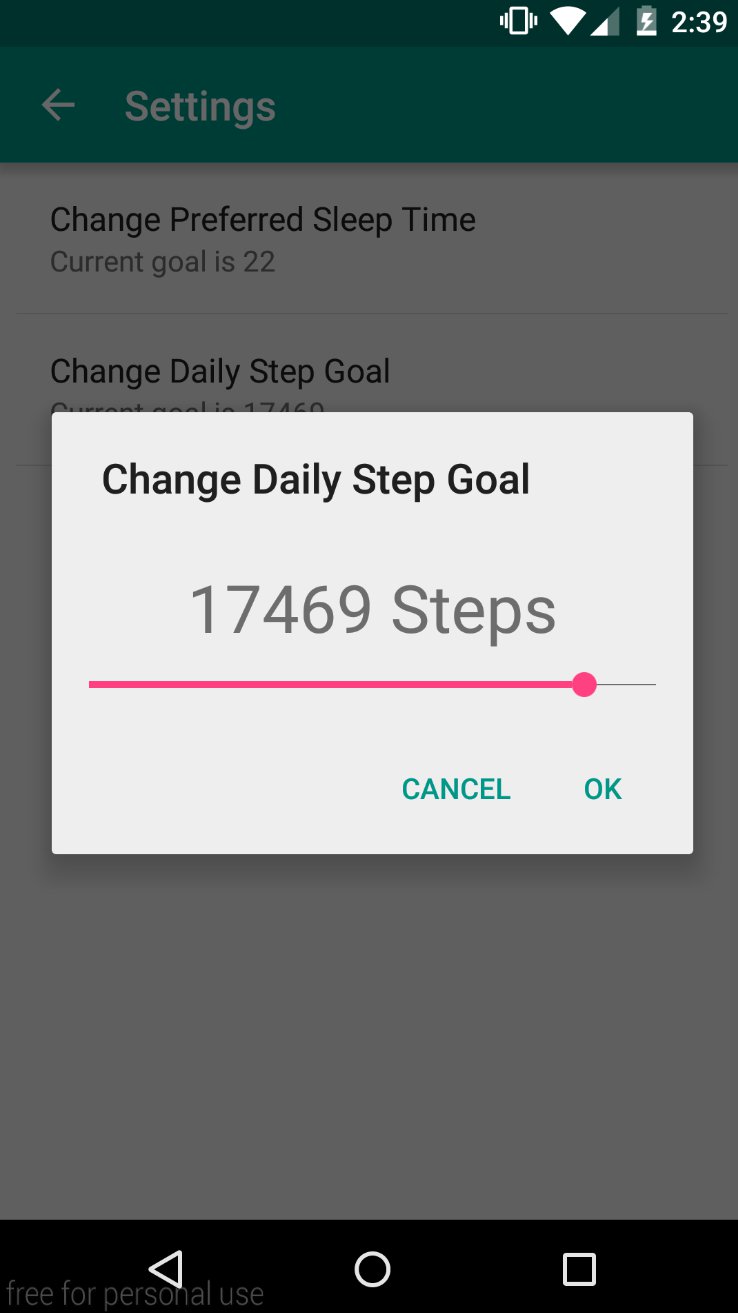 2:39
Settings
Change Preferred Sleep Time
Current goal is 22
Change Daily Step Goal
Current goal is 17469
Change Daily Step Goal
17469 Steps
CANCEL OK
free for personal use